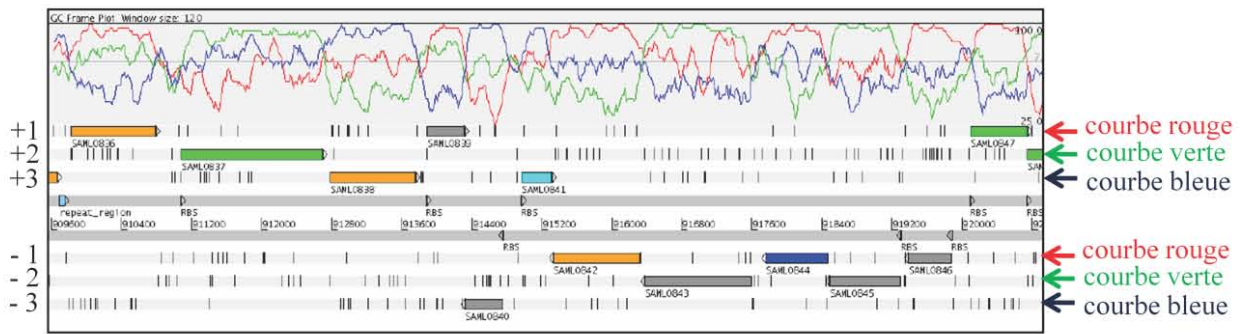 GC Frame Plot. Window size: 120
100.0
25.0
+1 courbe rouge
SAML0836 SAML0839 SAML0847
+2 courbe verte
SAML0837
+3 courbe bleue
SAML0838 SAML0841
repeat_region RBS RBS RBS RBS RBS
909600 910400 911200 912000 912800 913600 914400 915200 916000 916800 917600 918400 919200 920000
RBS RBS RBS
- 1 courbe rouge
SAML0842 SAML0844 SAML0846
- 2 courbe verte
SAML0843 SAML0845
- 3 courbe bleue
SAML0840